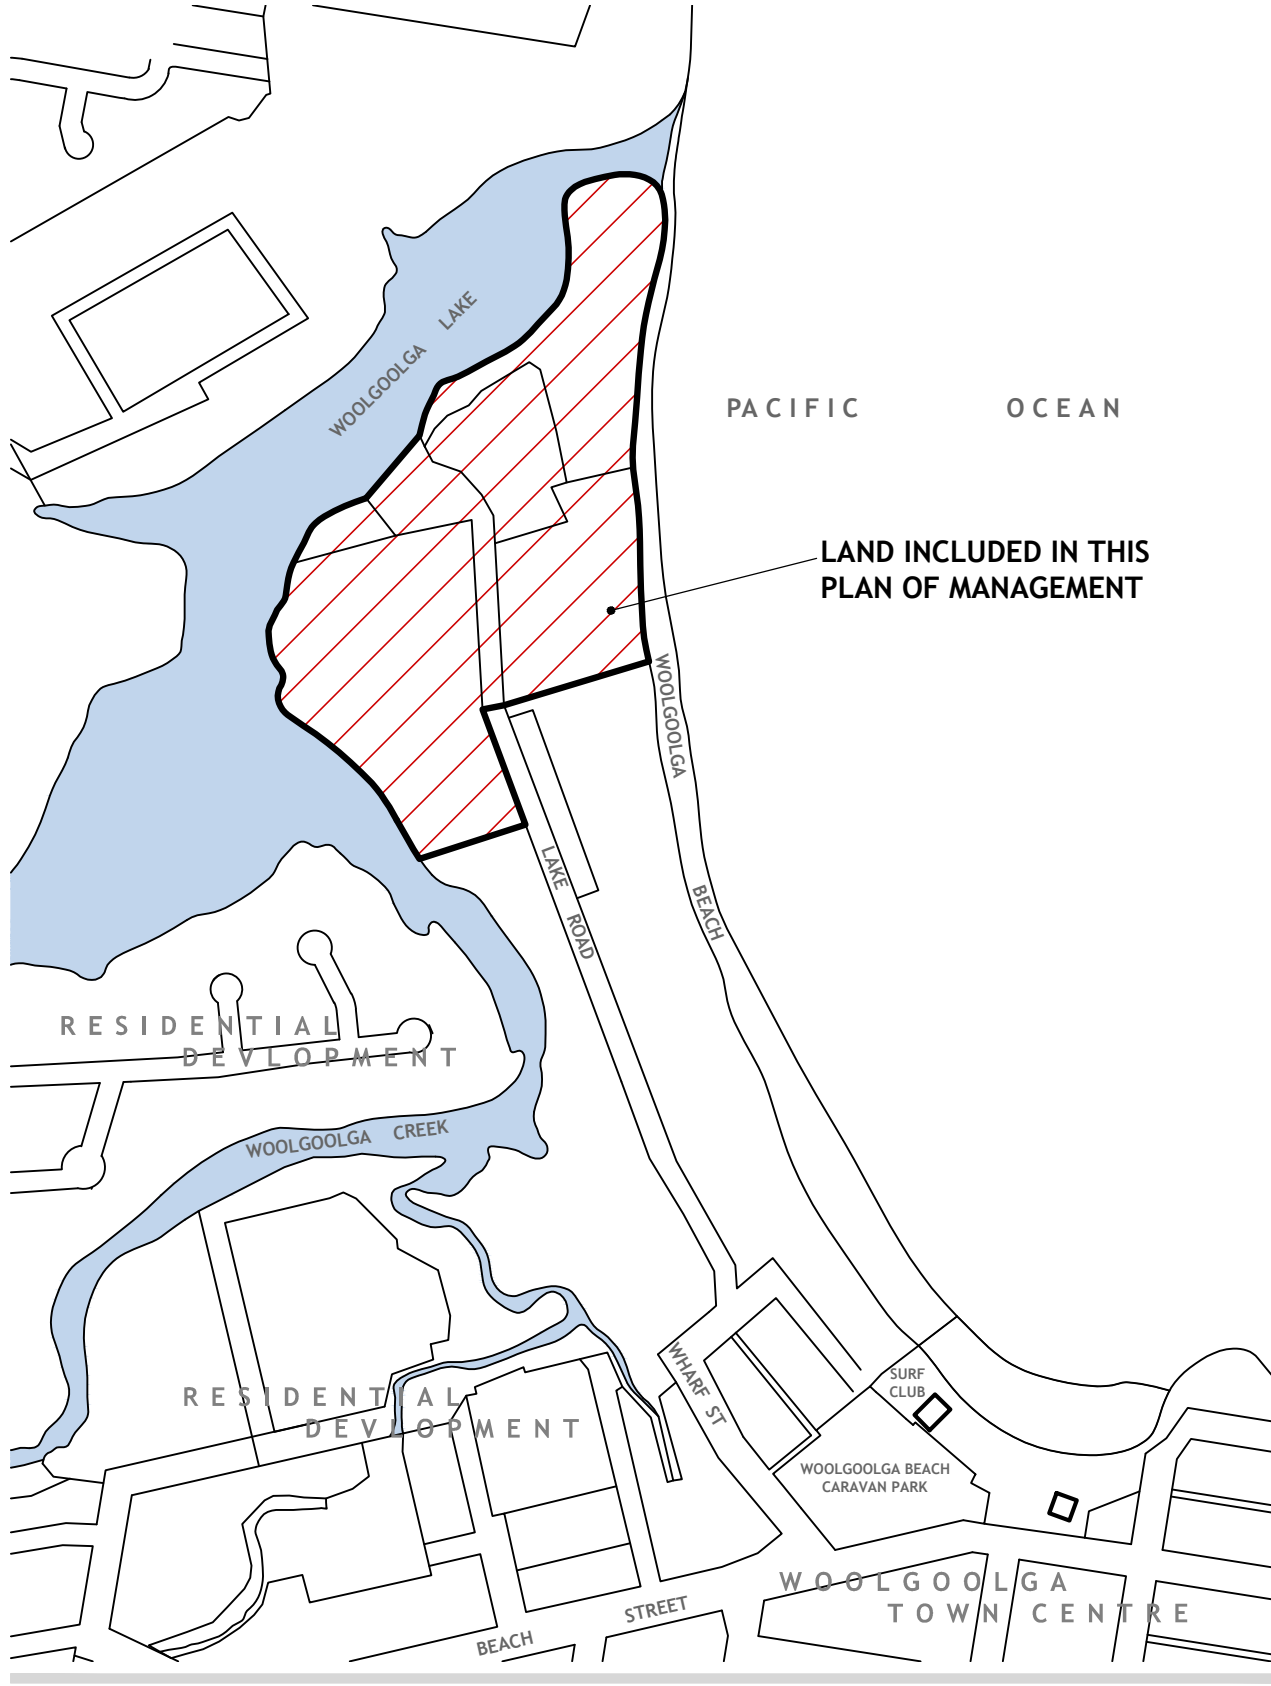 WOOLGOOLGA LAKE
PACIFIC OCEAN
LAND INCLUDED IN THIS
PLAN OF MANAGEMENT
WOOLGOOLGA BEACH
LAKE ROAD
RESIDENTIAL
DEVLOPMENT
WOOLGOOLGA CREEK
WHARF ST
SURF
CLUB
RESIDENTIAL
DEVLOPMENT
WOOLGOOLGA BEACH
CARAVAN PARK
WOOLGOOLGA
TOWN CENTRE
BEACH STREET